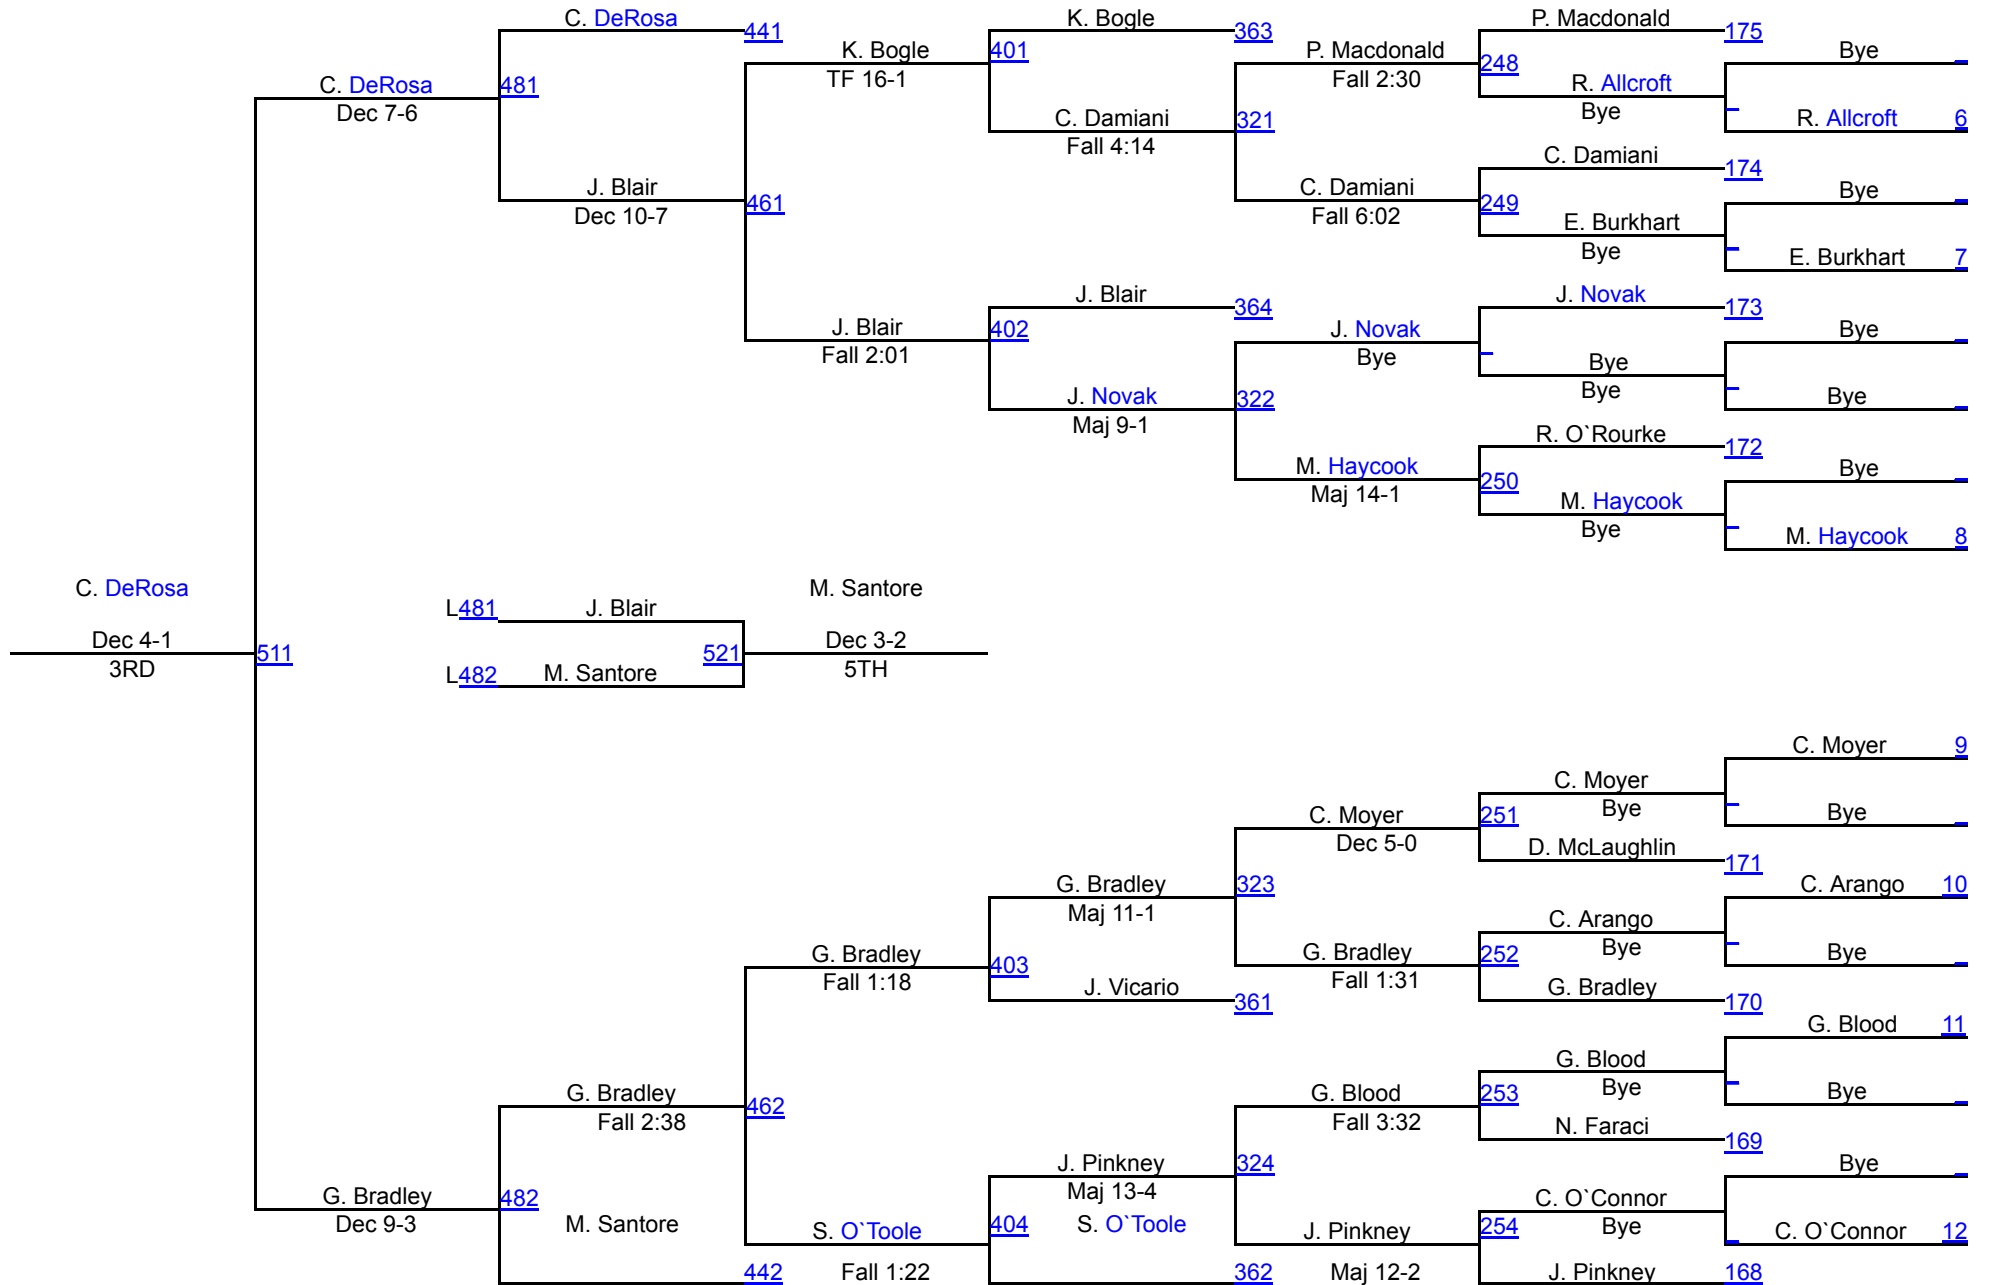 C. DeRosa
441
K. Bogle
363
P. Macdonald
175
K. Bogle
TF 16-1
401
P. Macdonald
Fall 2:30
248
Bye
C. DeRosa
Dec 7-6
481
R. Allcroft
Bye
C. Damiani
Fall 4:14
321
R. Allcroft
6
C. Damiani
174
J. Blair
Dec 10-7
461
C. Damiani
Fall 6:02
249
Bye
E. Burkhart
Bye
E. Burkhart
7
J. Blair
364
J. Novak
173
J. Blair
Fall 2:01
402
J. Novak
Bye
Bye
Bye
Bye
J. Novak
Maj 9-1
322
Bye
R. O`Rourke
172
M. Haycook
Maj 14-1
250
Bye
M. Haycook
Bye
M. Haycook
8
C. DeRosa
Dec 4-1
3RD
511
L481
J. Blair
M. Santore
521
Dec 3-2
5TH
L482
M. Santore
C. Moyer
9
C. Moyer
Bye
C. Moyer
Dec 5-0
251
Bye
D. McLaughlin
171
G. Bradley
Maj 11-1
323
C. Arango
10
C. Arango
Bye
G. Bradley
Fall 1:18
403
G. Bradley
Fall 1:31
252
Bye
J. Vicario
361
G. Bradley
170
G. Blood
11
G. Blood
Bye
G. Bradley
Fall 2:38
462
G. Blood
Fall 3:32
253
Bye
N. Faraci
169
J. Pinkney
Maj 13-4
324
Bye
G. Bradley
Dec 9-3
482
C. O`Connor
Bye
M. Santore
S. O`Toole
404
S. O`Toole
J. Pinkney
254
C. O`Connor
12
442
Fall 1:22
362
Maj 12-2
J. Pinkney
168